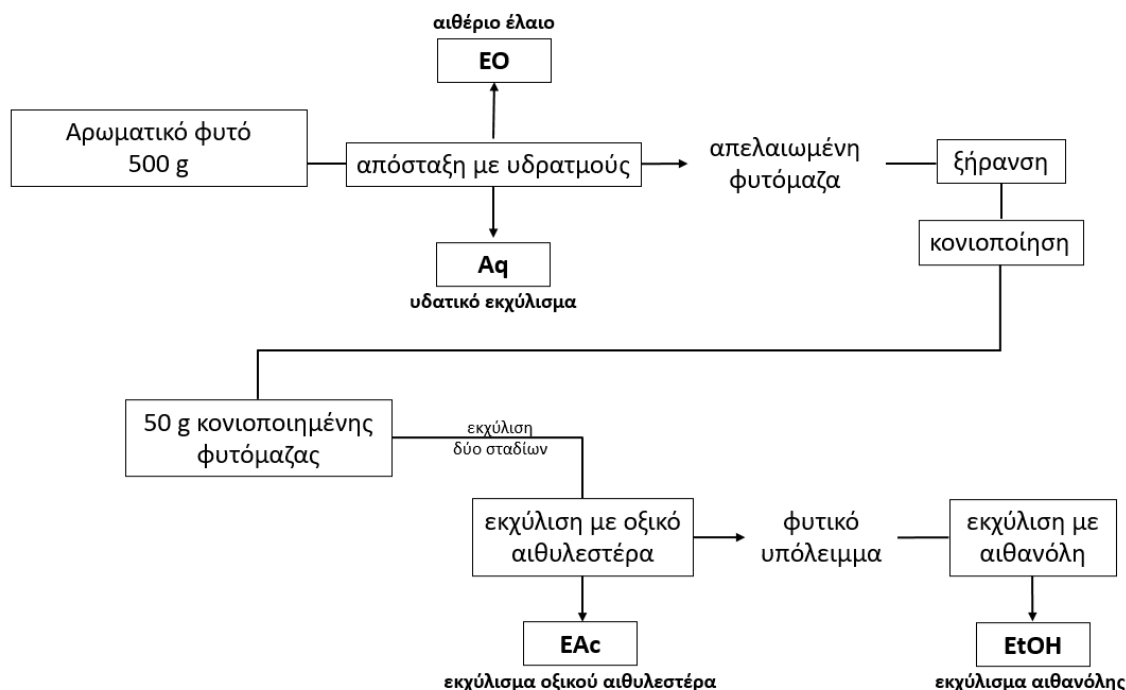 αιθέριο έλαιο
EO
Αρωματικό φυτό
500 g
απόσταξη με υδρατμούς
απελαιωμένη
φυτόμαζα
ξήρανση
κονιοποίηση
Aq
υδατικό εκχύλισμα
50 g κονιοποιημένης
φυτόμαζας
εκχύλιση
δύο σταδίων
εκχύλιση με οξικό
αιθυλεστέρα
φυτικό
υπόλειμμα
εκχύλιση με
αιθανόλη
EAc
εκχύλισμα οξικού αιθυλεστέρα
EtOH
εκχύλισμα αιθανόλης